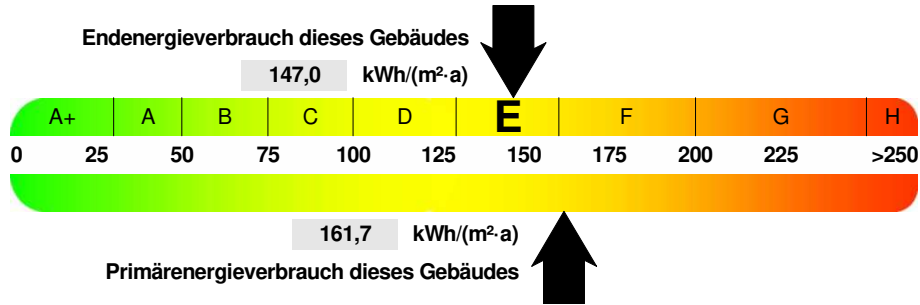 Endenergieverbrauch dieses Gebäudes
147,0 kWh/(m²·a)
A+ A B C D E F G H
0 25 50 75 100 125 150 175 200 225 >250
161,7 kWh/(m²·a)
Primärenergieverbrauch dieses Gebäudes